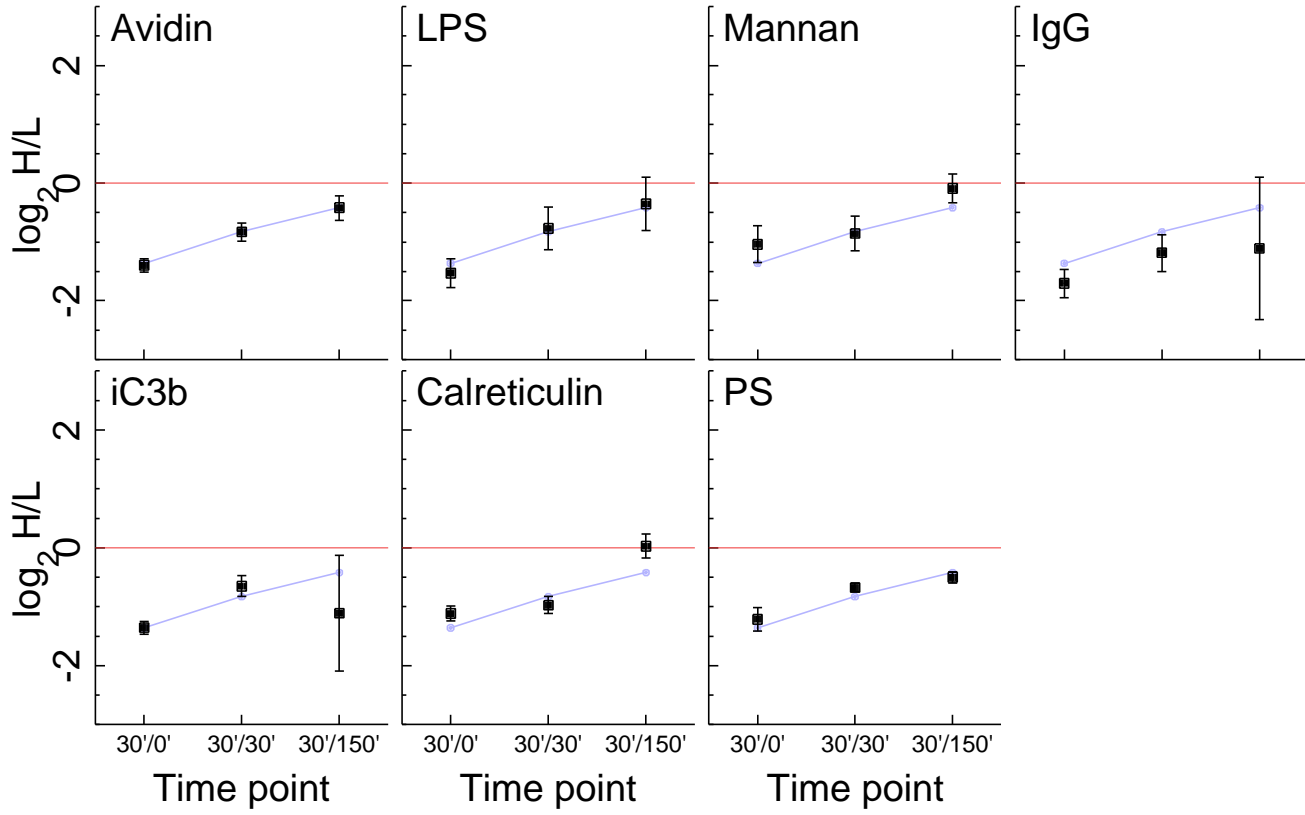 Avidin
LPS
Mannan
IgG
2
0
-2
log2 H/L
iC3b
Calreticulin
PS
2
0
-2
log2 H/L
30'/0' 30'/30' 30'/150'
30'/0' 30'/30' 30'/150'
30'/0' 30'/30' 30'/150'
Time point
Time point
Time point